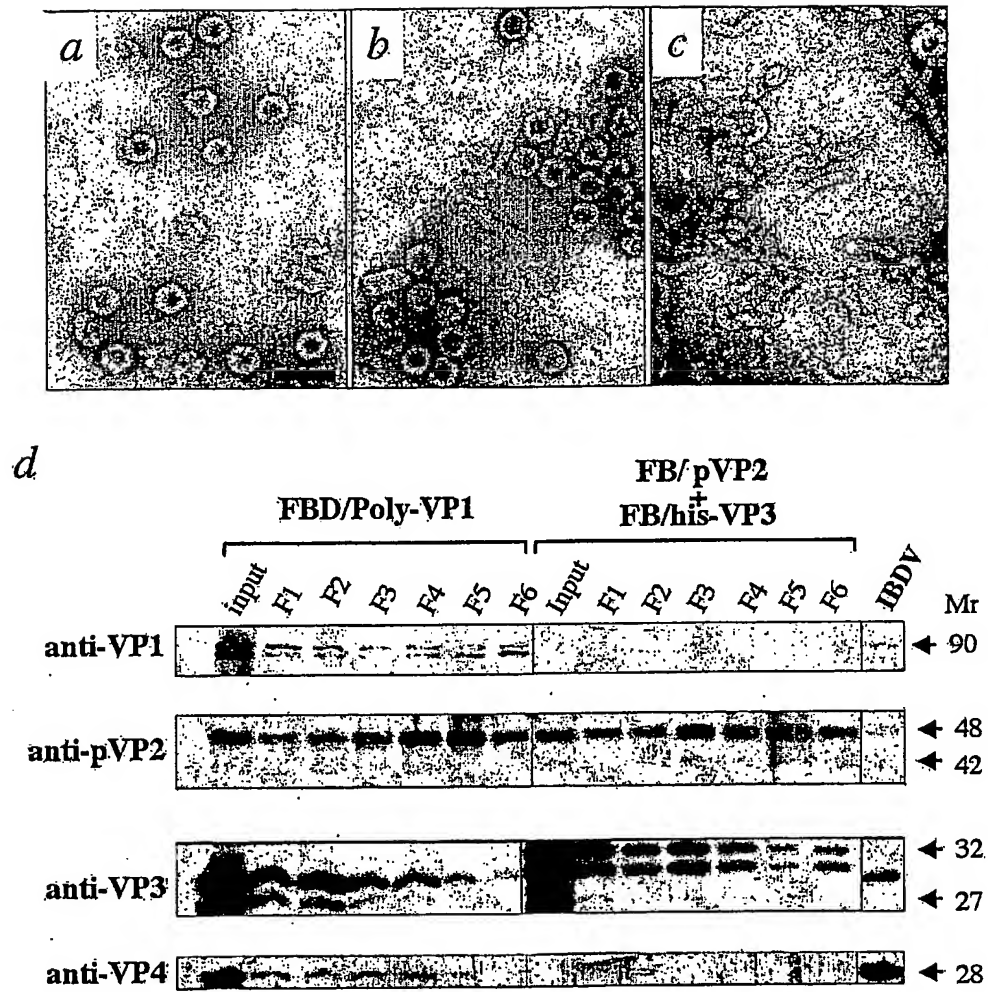 a b c
d
FBD/Poly-VP1
FB/pVP2
+
FB/his-VP3
input F1 F2 F3 F4 F5 F6 Input F1 F2 F3 F4 F5 F6 IBDV
Mr
anti-VP1 90
anti-pVP2 48
42
anti-VP3 32
27
anti-VP4 28